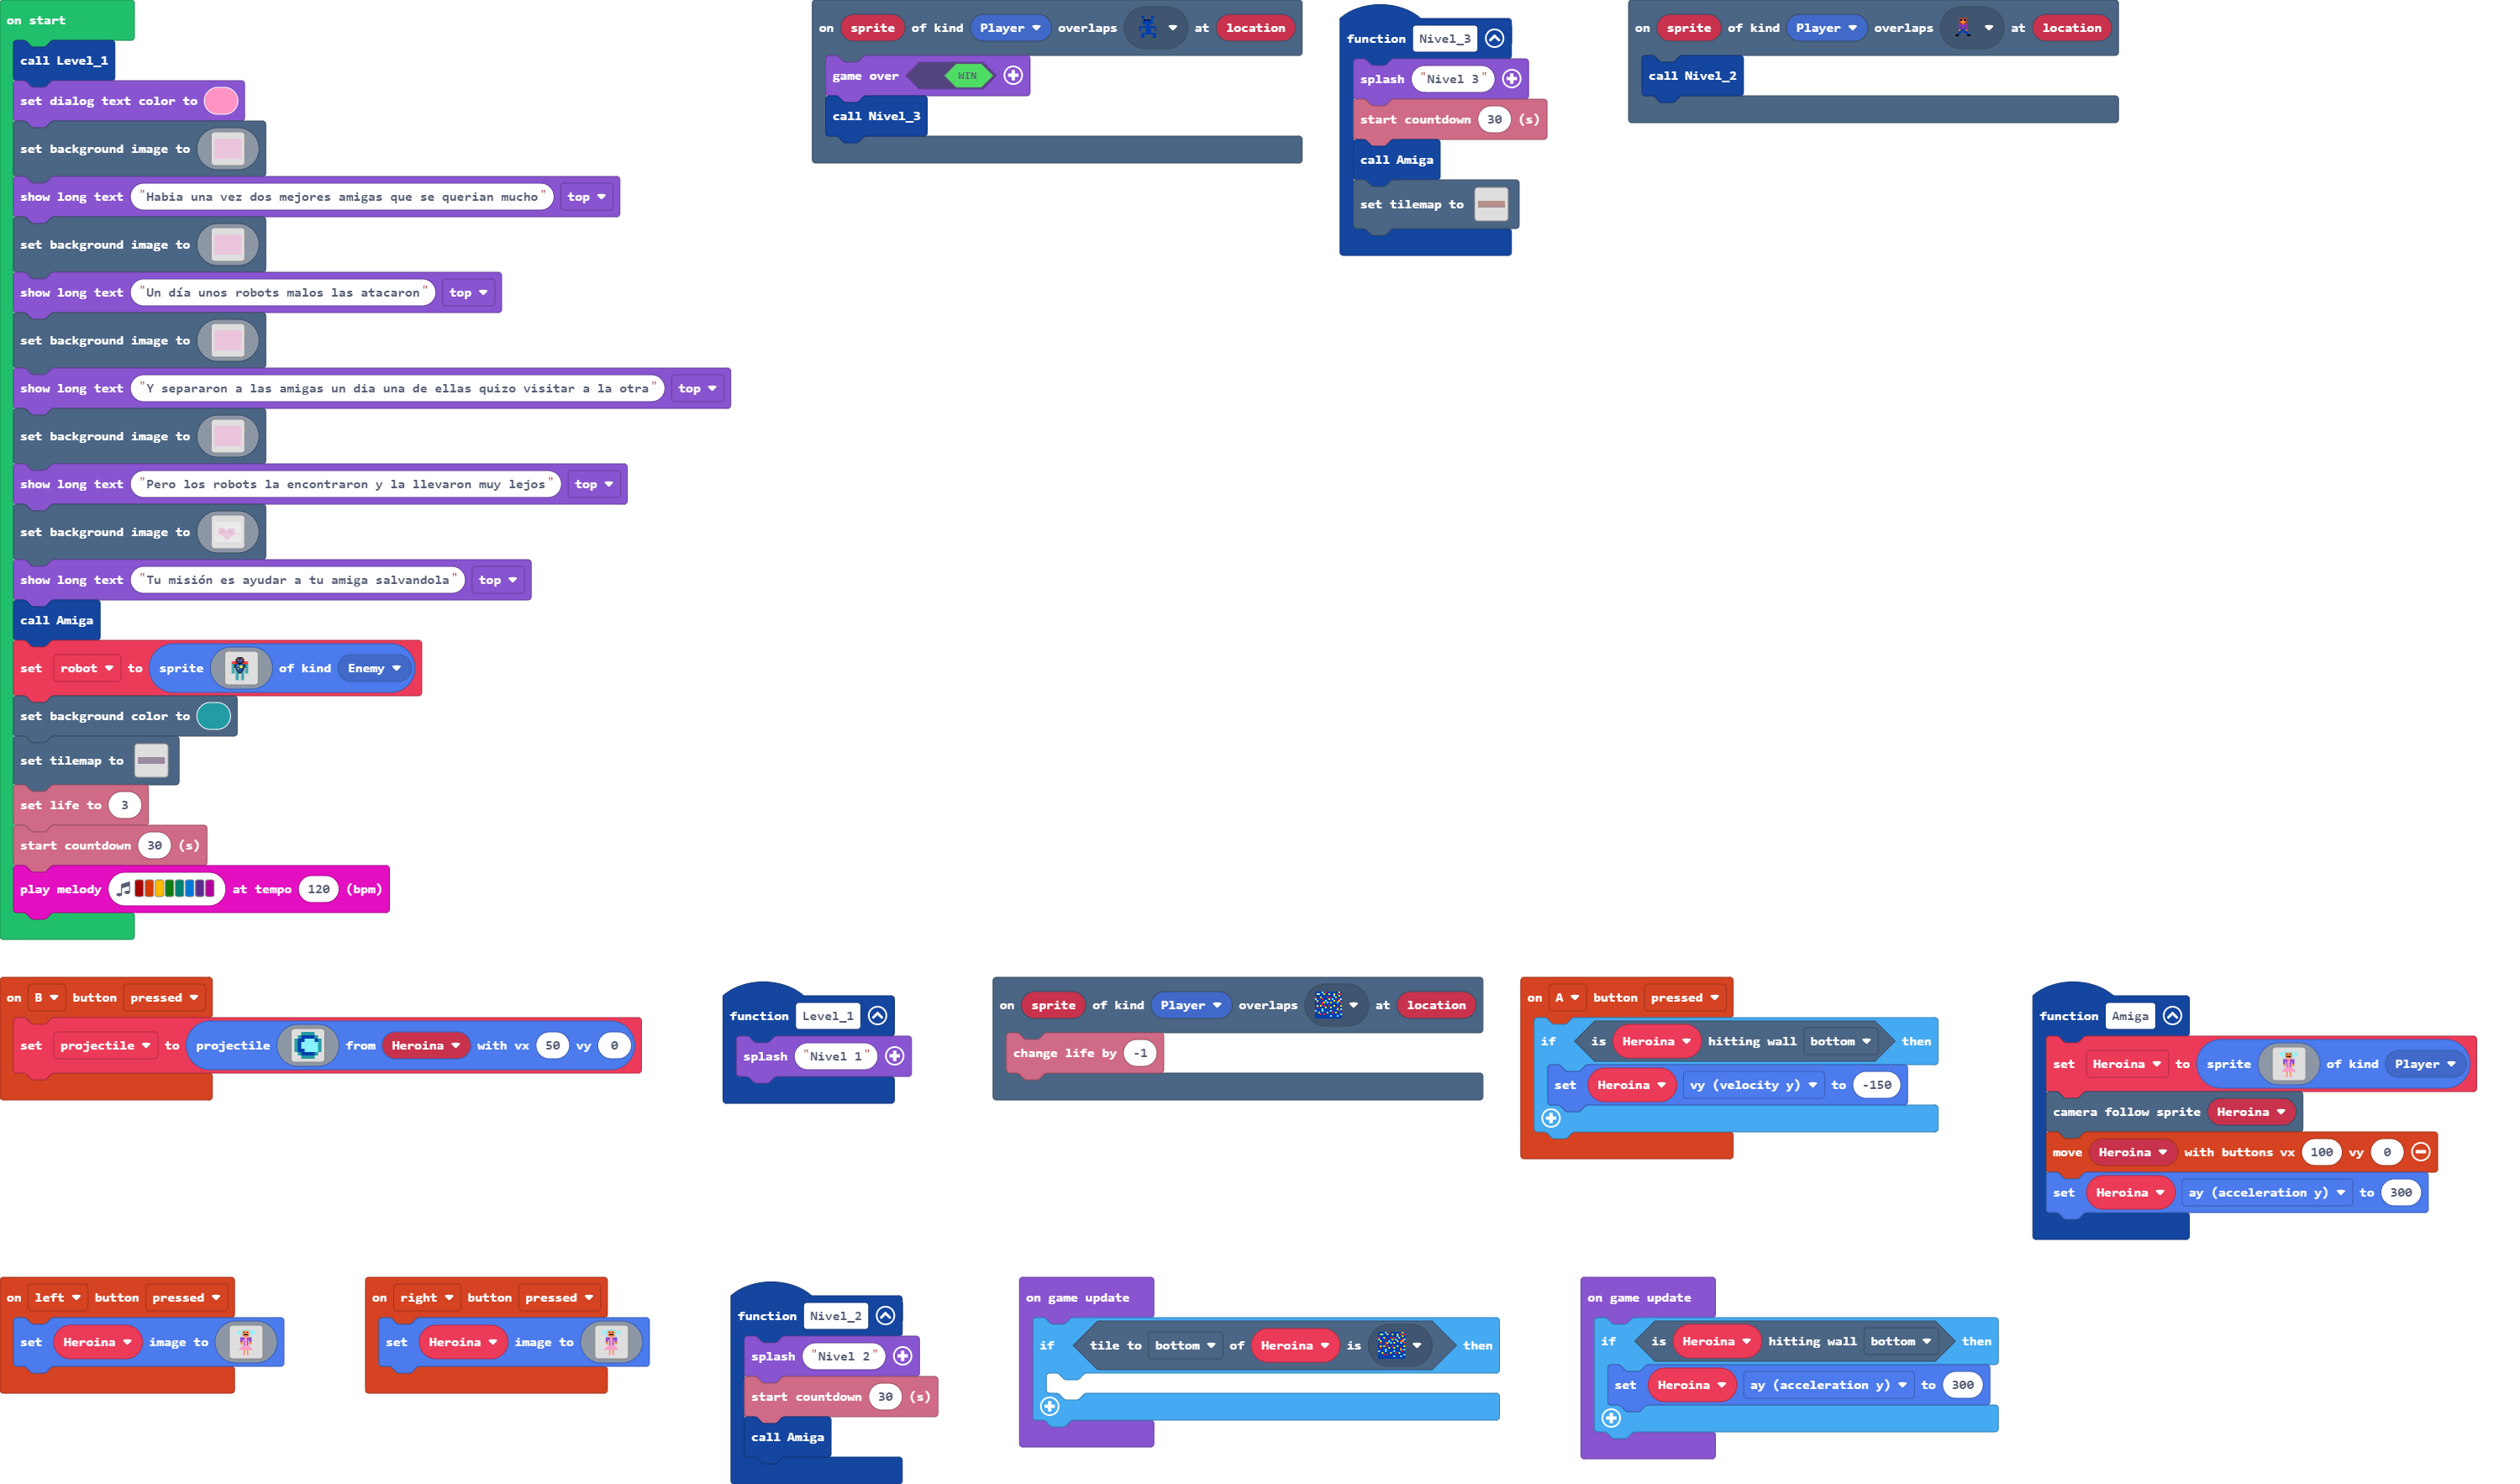 on start
call Level_1
set dialog text color to
set background image to
show long text "Habia una vez dos mejores amigas que se querian mucho" top
set background image to
show long text "Un día unos robots malos las atacaron" top
set background image to
show long text "Y separaron a las amigas un dia una de ellas quizo visitar a la otra" top
set background image to
show long text "Pero los robots la encontraron y la llevaron muy lejos" top
set background image to
show long text "Tu misión es ayudar a tu amiga salvandola" top
call Amiga
set robot to sprite of kind Enemy
set background color to
set tilemap to
set life to 3
start countdown 30 (s)
play melody at tempo 120 (bpm)
on sprite of kind Player overlaps at location
game over WIN
call Nivel_3
function Nivel_3
splash "Nivel 3"
start countdown 30 (s)
call Amiga
set tilemap to
on sprite of kind Player overlaps at location
call Nivel_2
on B button pressed
set projectile to projectile from Heroina with vx 50 vy 0
function Level_1
splash "Nivel 1"
on sprite of kind Player overlaps at location
change life by -1
on A button pressed
if is Heroina hitting wall bottom then
set Heroina vy (velocity y) to -150
function Amiga
set Heroina to sprite of kind Player
camera follow sprite Heroina
move Heroina with buttons vx 100 vy 0
set Heroina ay (acceleration y) to 300
on left button pressed
set Heroina image to
on right button pressed
set Heroina image to
function Nivel_2
splash "Nivel 2"
start countdown 30 (s)
call Amiga
on game update
if tile to bottom of Heroina is then
on game update
if is Heroina hitting wall bottom then
set Heroina ay (acceleration y) to 300